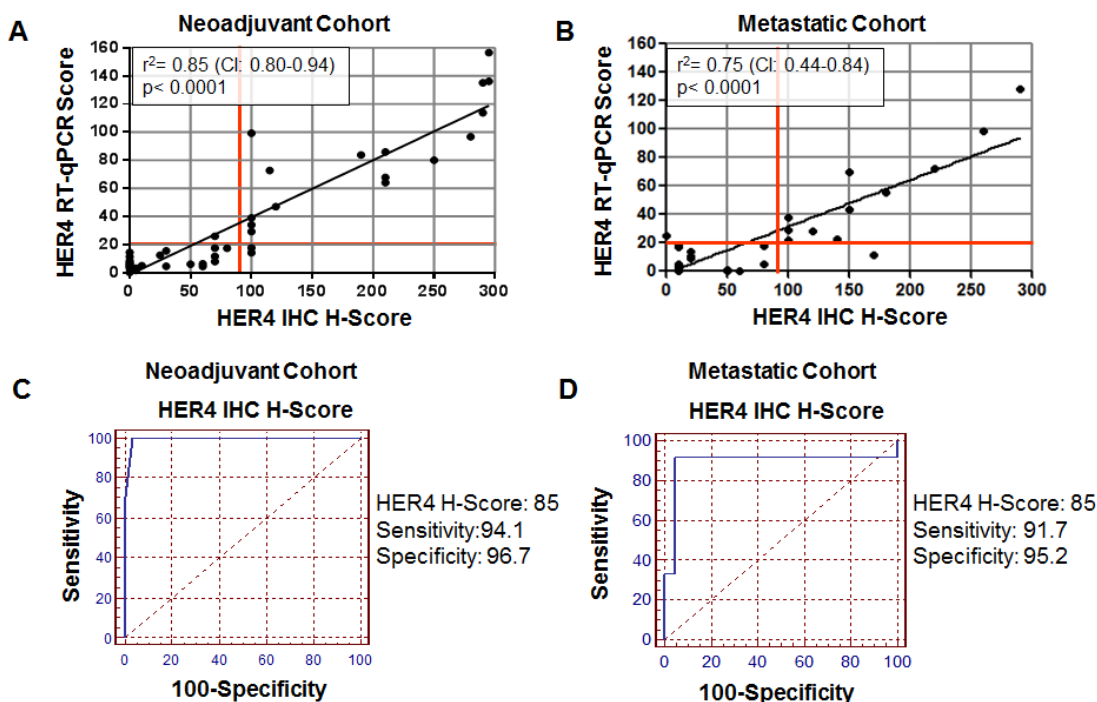 A
Neoadjuvant Cohort
HER4 RT-qPCR Score
160
140
120
100
80
60
40
20
0
r²= 0.85 (CI: 0.80-0.94)
p< 0.0001
0 50 100 150 200 250 300
HER4 IHC H-Score
B
Metastatic Cohort
HER4 RT-qPCR Score
160
140
120
100
80
60
40
20
0
r²= 0.75 (CI: 0.44-0.84)
p< 0.0001
0 50 100 150 200 250 300
HER4 IHC H-Score
C
Neoadjuvant Cohort
HER4 IHC H-Score
Sensitivity
100
80
60
40
20
0
0 20 40 60 80 100
100-Specificity
HER4 H-Score: 85
Sensitivity:94.1
Specificity: 96.7
D
Metastatic Cohort
HER4 IHC H-Score
Sensitivity
100
80
60
40
20
0
0 20 40 60 80 100
100-Specificity
HER4 H-Score: 85
Sensitivity: 91.7
Specificity: 95.2